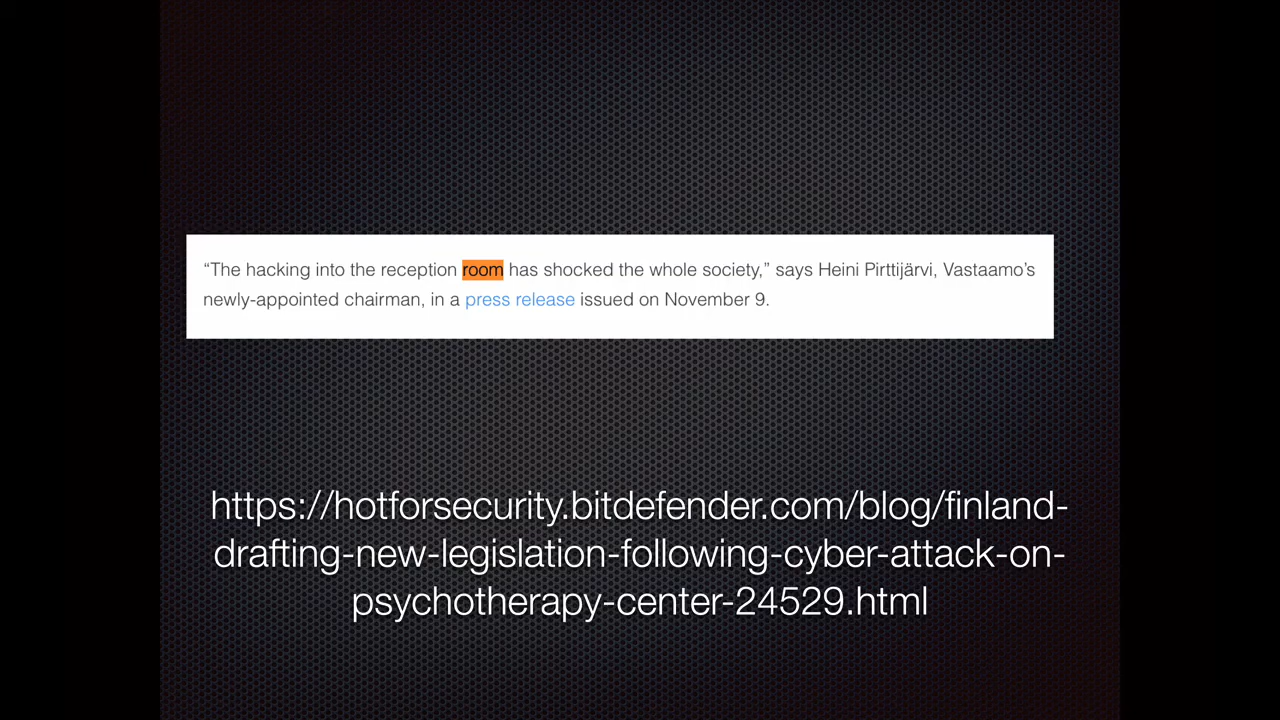 “The hacking into the reception room has shocked the whole society,” says Heini Pirttijärvi, Vastaamo’s
newly-appointed chairman, in a press release issued on November 9.
https://hotforsecurity.bitdefender.com/blog/finland-
drafting-new-legislation-following-cyber-attack-on-
psychotherapy-center-24529.html